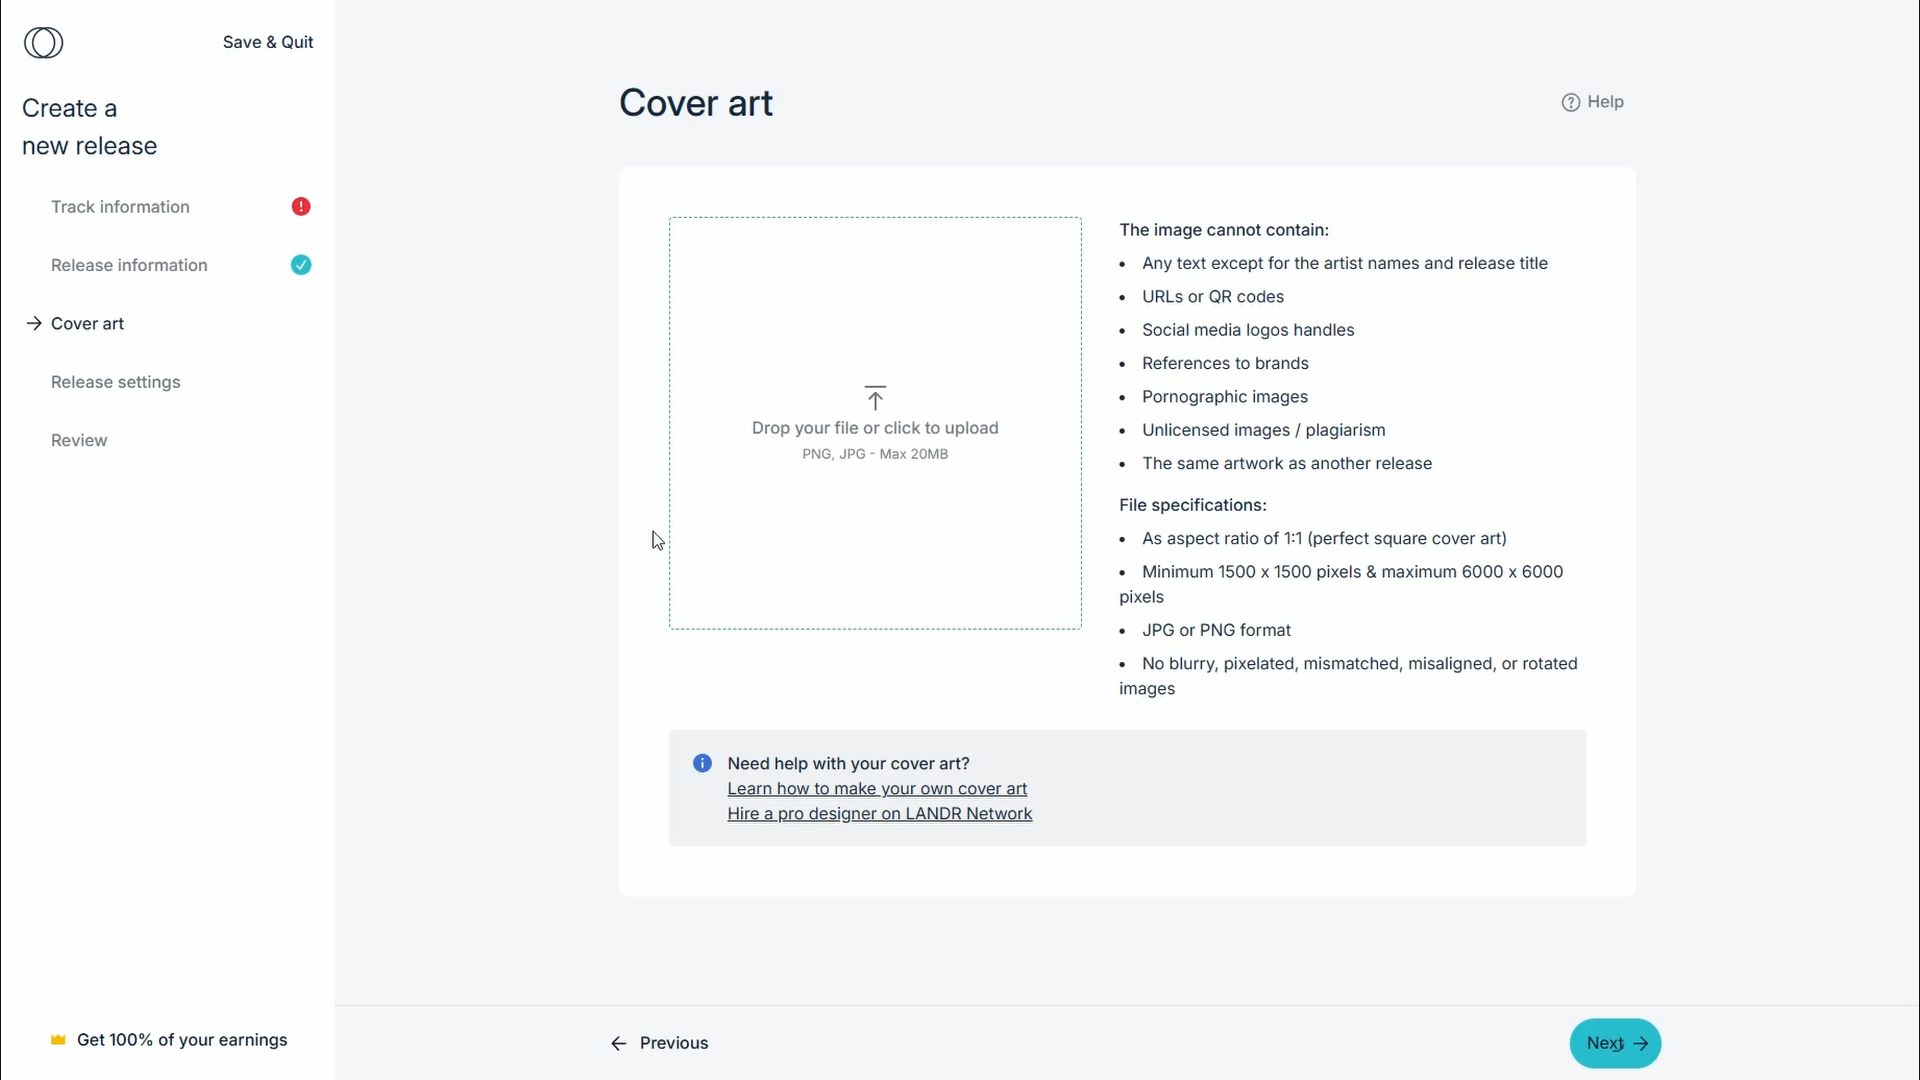 Save & Quit
Create a
new release
Track information
Release information
Cover art
Release settings
Review
Get 100% of your earnings
Cover art
Help
Drop your file or click to upload
PNG, JPG - Max 20MB
The image cannot contain:
• Any text except for the artist names and release title
• URLs or QR codes
• Social media logos handles
• References to brands
• Pornographic images
• Unlicensed images / plagiarism
• The same artwork as another release
File specifications:
• As aspect ratio of 1:1 (perfect square cover art)
• Minimum 1500 x 1500 pixels & maximum 6000 x 6000
pixels
• JPG or PNG format
• No blurry, pixelated, mismatched, misaligned, or rotated
images
Need help with your cover art?
Learn how to make your own cover art
Hire a pro designer on LANDR Network
Previous
Next